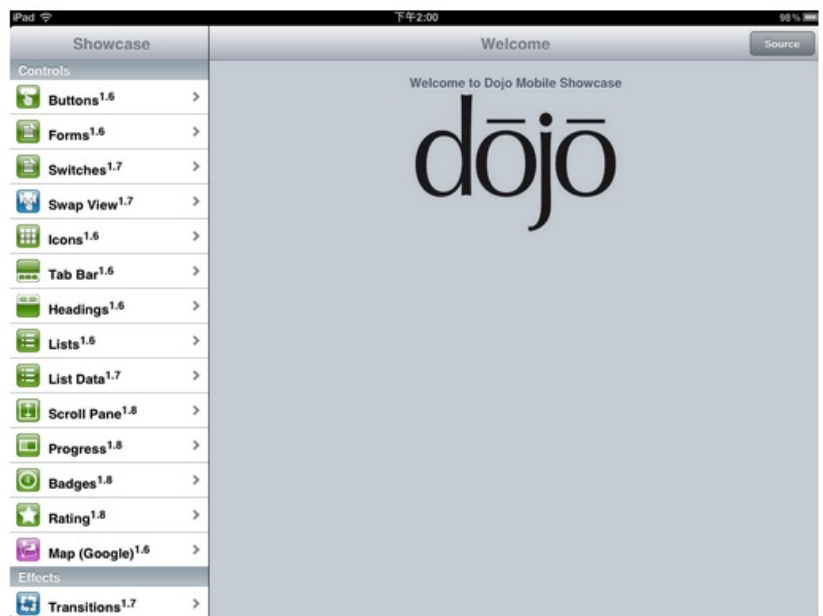 iPad 下午2:00 98%
Showcase
Welcome
Source
Controls
Buttons1.6
Forms1.6
Switches1.7
Swap View1.7
Icons1.6
Tab Bar1.6
Headings1.6
Lists1.6
List Data1.7
Scroll Pane1.8
Progress1.8
Badges1.8
Rating1.8
Map (Google)1.6
Effects
Transitions1.7
Welcome to Dojo Mobile Showcase
dōjō